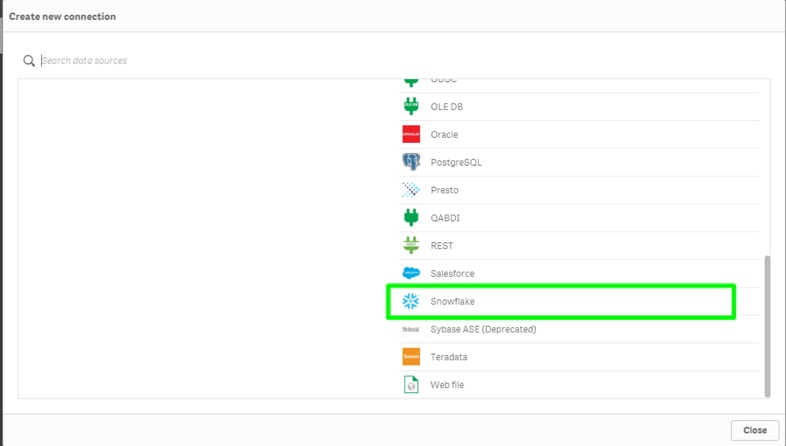 Create new connection
Search data sources
ODBC
OLE DB
Oracle
PostgreSQL
Presto
QABDI
REST
Salesforce
Snowflake
Sybase ASE (Deprecated)
Teradata
Web file
Close